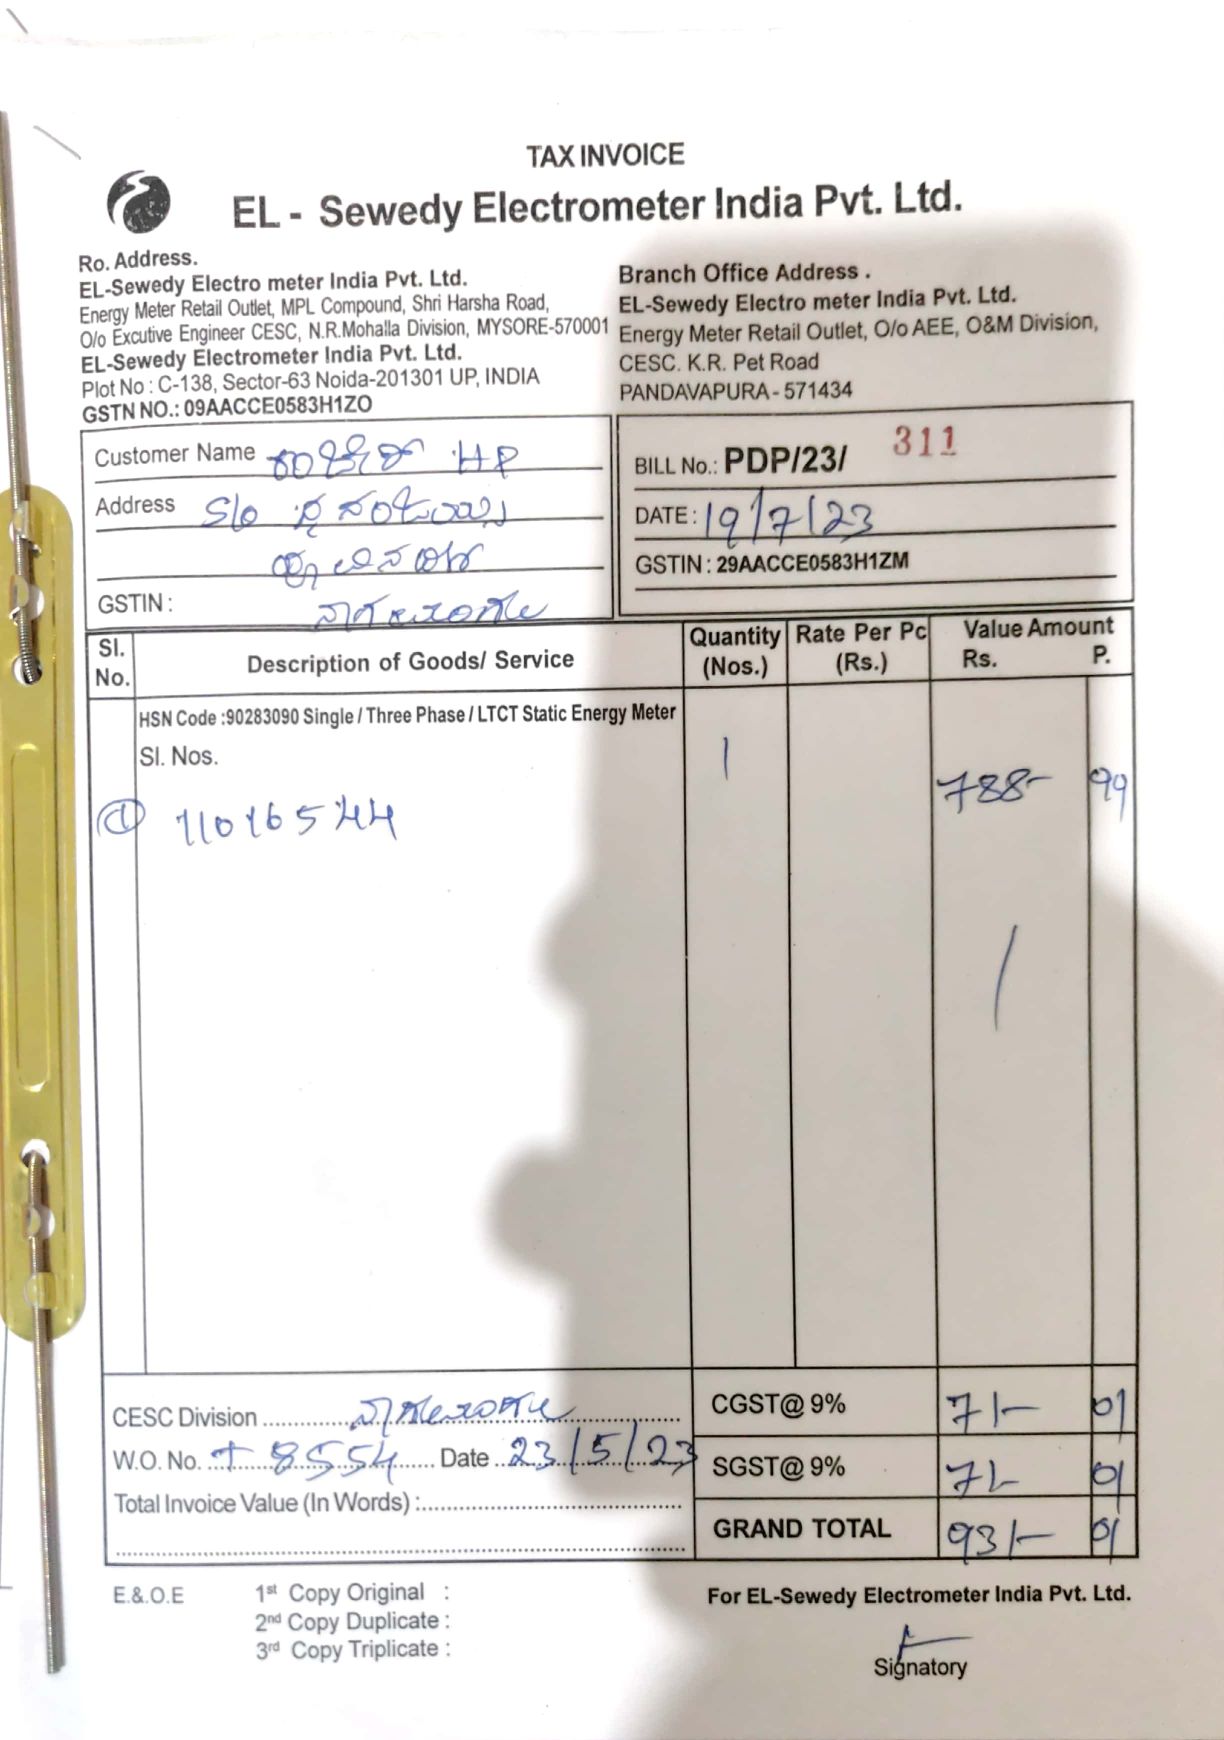 TAX INVOICE
EL - Sewedy Electrometer India Pvt. Ltd.
Ro. Address.
EL-Sewedy Electro meter India Pvt. Ltd.
Energy Meter Retail Outlet, MPL Compound, Shri Harsha Road,
O/o Excutive Engineer CESC, N.R.Mohalla Division, MYSORE-570001
EL-Sewedy Electrometer India Pvt. Ltd.
Plot No : C-138, Sector-63 Noida-201301 UP, INDIA
GSTN NO.: 09AACCE0583H1ZO
Branch Office Address .
EL-Sewedy Electro meter India Pvt. Ltd.
Energy Meter Retail Outlet, O/o AEE, O&M Division,
CESC. K.R. Pet Road
PANDAVAPURA - 571434
Customer Name HP
Address S/o
GSTIN :
BILL No.: PDP/23/ 311
DATE : 19/7/23
GSTIN : 29AACCE0583H1ZM
Sl. No. Description of Goods/ Service Quantity (Nos.) Rate Per Pc (Rs.) Value Amount Rs. P.
HSN Code :90283090 Single / Three Phase / LTCT Static Energy Meter
Sl. Nos. 1 788- 99
① 11016544
CESC Division
W.O. No. 8554 Date 23/5/23
Total Invoice Value (In Words) :
CGST@ 9% 71- 01
SGST@ 9% 71- 01
GRAND TOTAL 931- 01
E.&.O.E
1st Copy Original :
2nd Copy Duplicate :
3rd Copy Triplicate :
For EL-Sewedy Electrometer India Pvt. Ltd.
Signatory